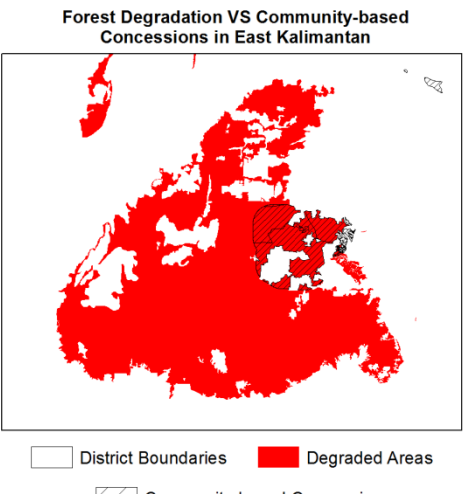 Forest Degradation VS Community-based
Concessions in East Kalimantan
District Boundaries
Degraded Areas